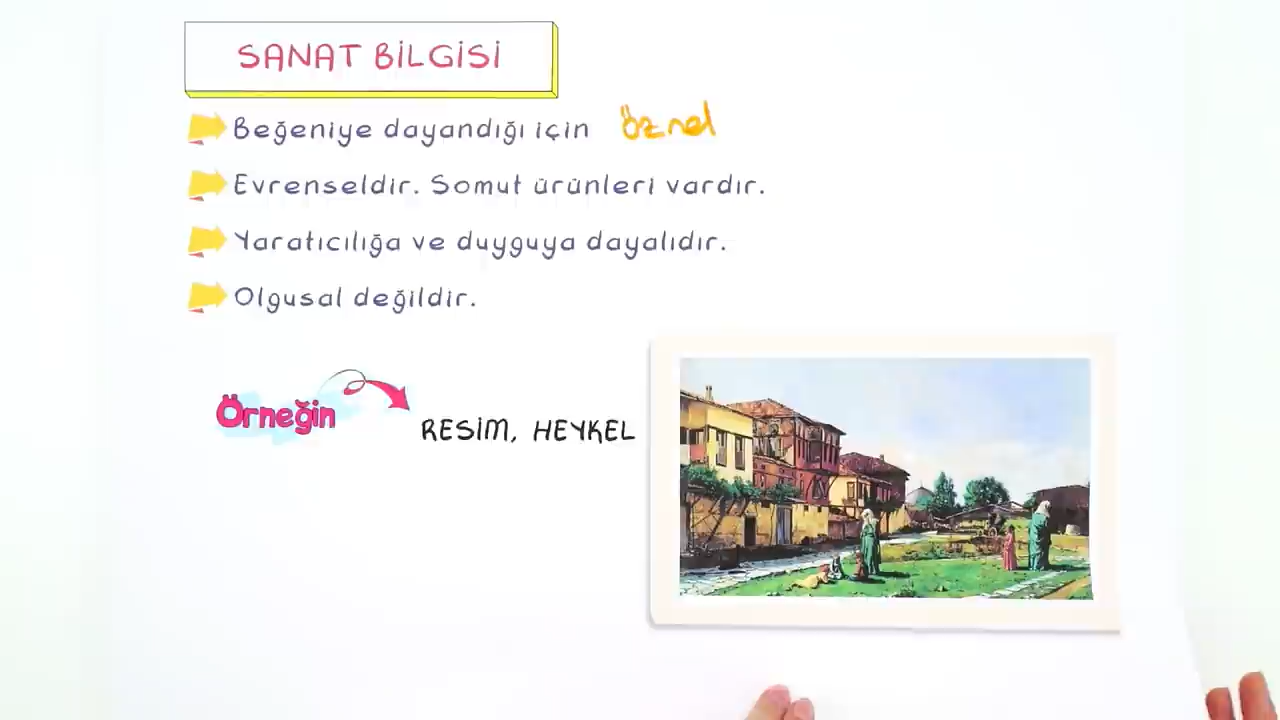 SANAT BİLGİSİ
Beğeniye dayandığı için öznel
Evrenseldir. Somut ürünleri vardır.
Yaratıcılığa ve duyguya dayalıdır.
Olgusal değildir.
Örneğin
RESİM, HEYKEL